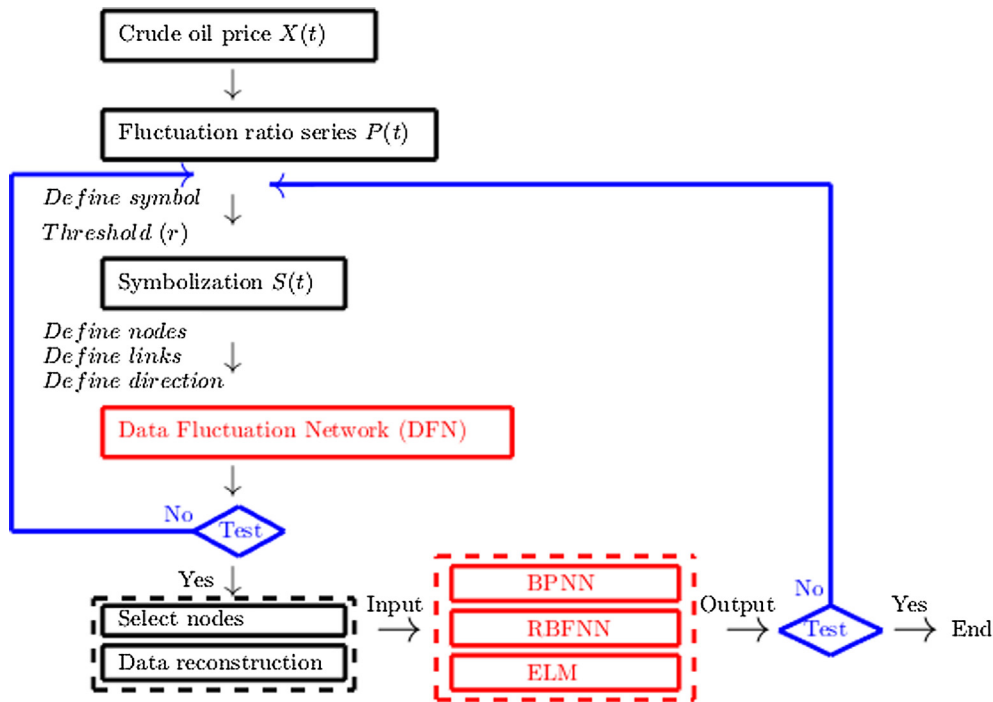 Crude oil price X(t)
Fluctuation ratio series P(t)
Define symbol
Threshold (r)
Symbolization S(t)
Define nodes
Define links
Define direction
Data Fluctuation Network (DFN)
No
Test
Yes
Select nodes
Data reconstruction
Input
BPNN
RBFNN
ELM
Output
No
Test
Yes
End